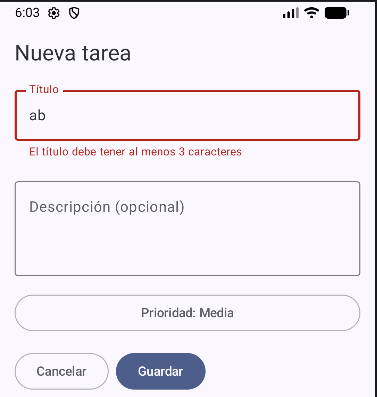 6:03
Nueva tarea
Título
ab
El título debe tener al menos 3 caracteres
Descripción (opcional)
Prioridad: Media
Cancelar
Guardar